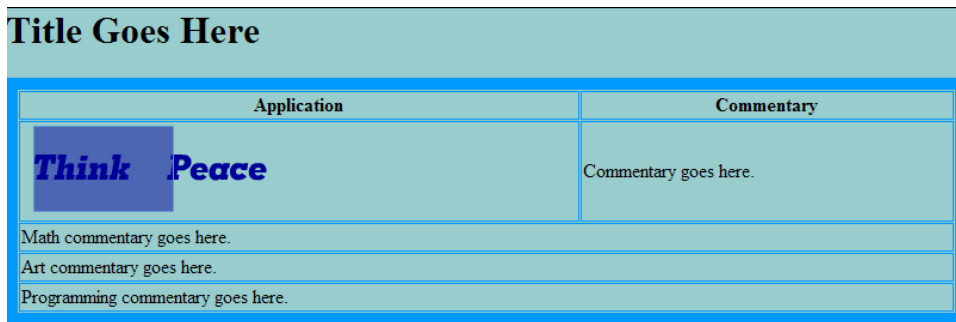 Title Goes Here
Application Commentary
Think Peace
Commentary goes here.
Math commentary goes here.
Art commentary goes here.
Programming commentary goes here.